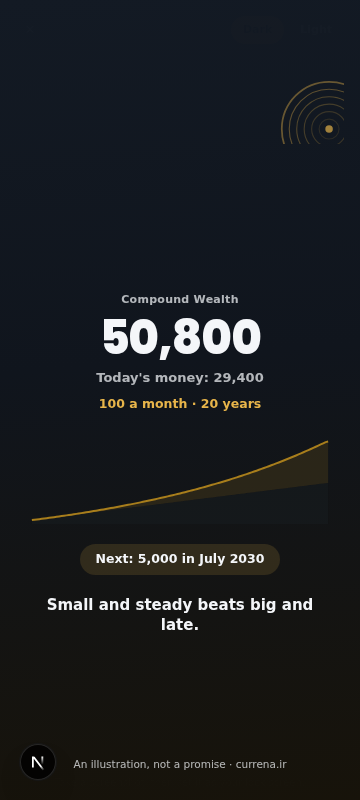 Compound Wealth
50,800
Today's money: 29,400
100 a month · 20 years
Next: 5,000 in July 2030
Small and steady beats big and
late.
N
An illustration, not a promise · currena.ir